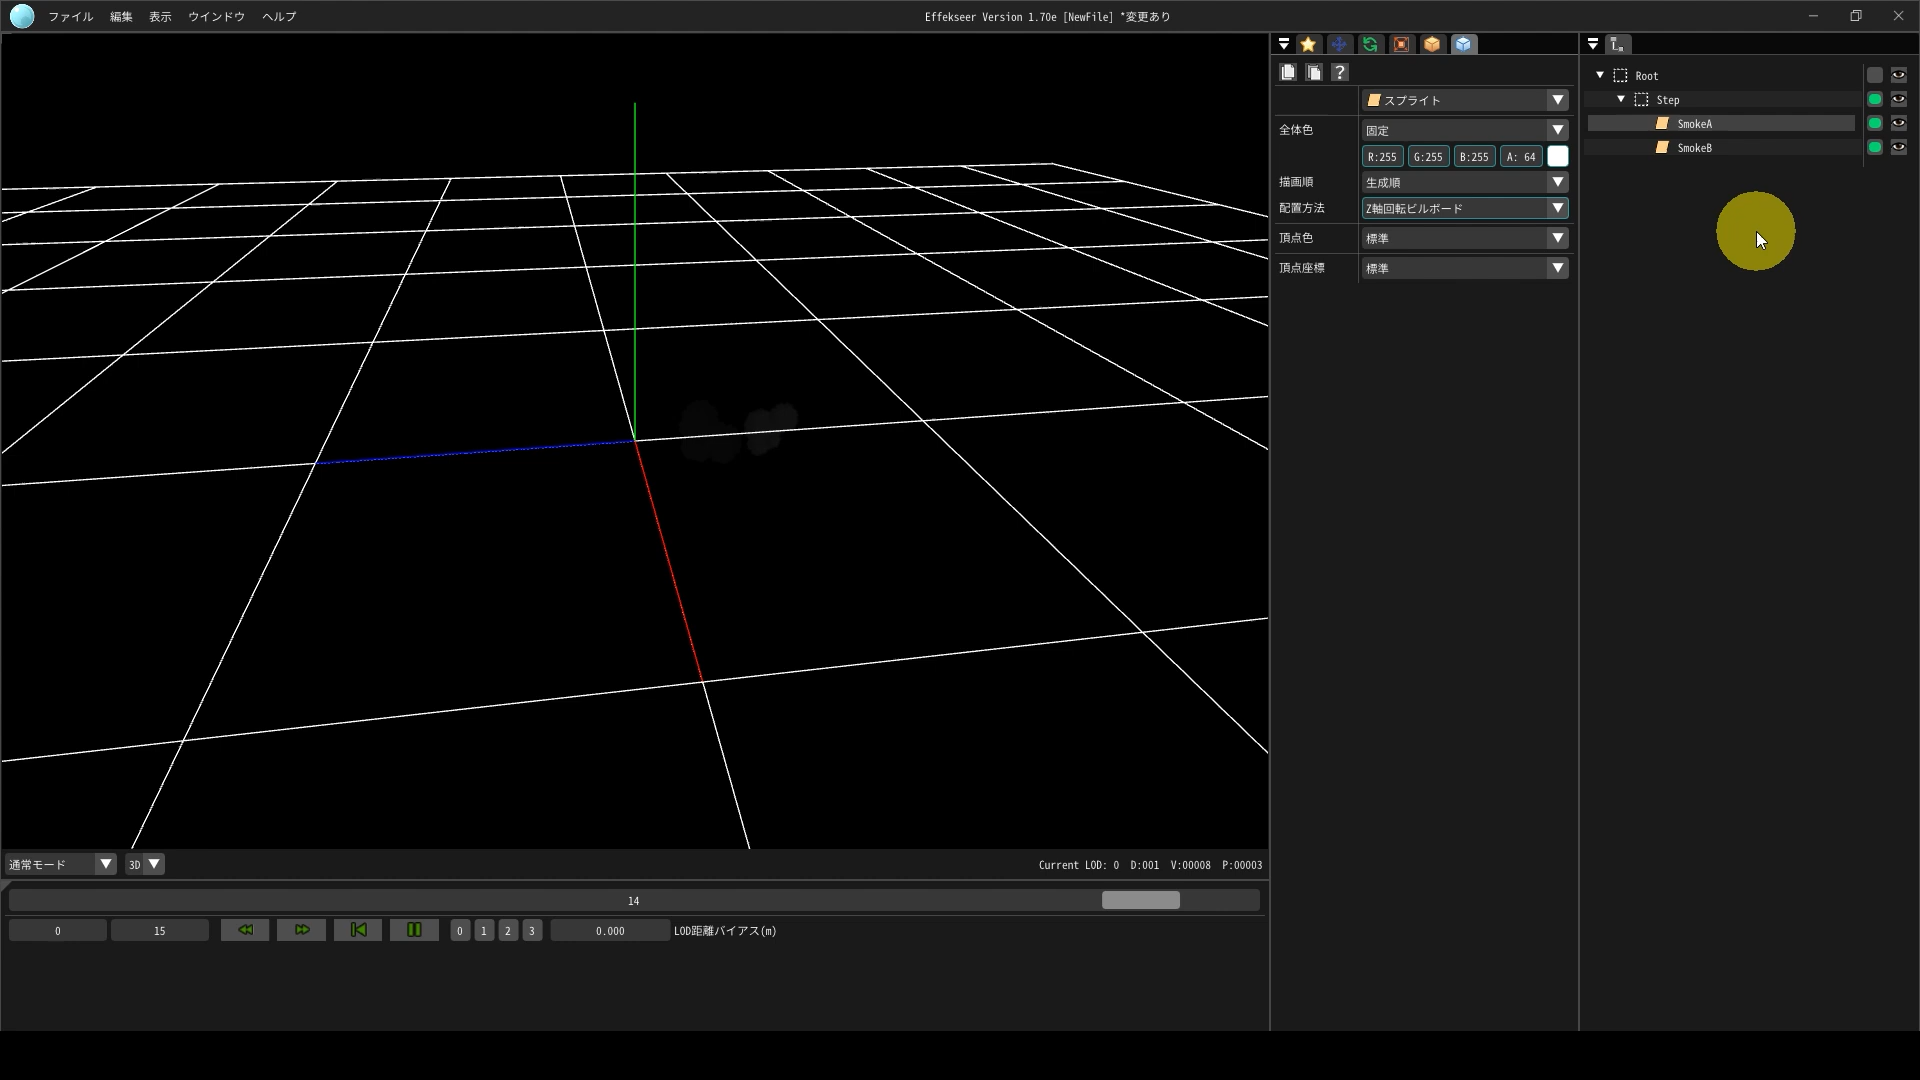 ファイル 編集 表示 ウインドウ ヘルプ Effekseer Version 1.70e [NewFile] *変更あり
?
スプライト
全体色 固定
R:255 G:255 B:255 A: 64
描画順 生成順
配置方法 Z軸回転ビルボード
頂点色 標準
頂点座標 標準
Root
Step
SmokeA
SmokeB
通常モード 3D Current LOD: 0 D:001 V:00008 P:00003
14
0 15 0 1 2 3 0.000 LOD距離バイアス(m)